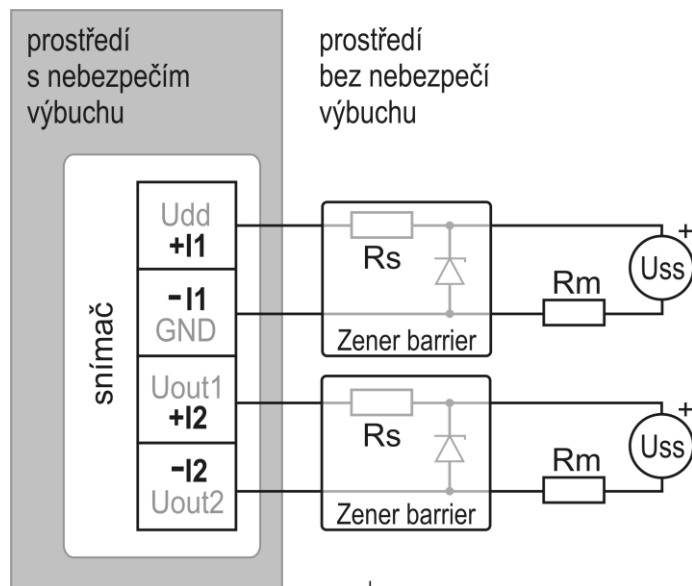 prostředí
s nebezpečím
výbuchu
prostředí
bez nebezpečí
výbuchu
snímač
Udd
+I1
-I1
GND
Uout1
+I2
-I2
Uout2
Rs
Zener barrier
Rm
+
Uss
Rs
Zener barrier
Rm
+
Uss